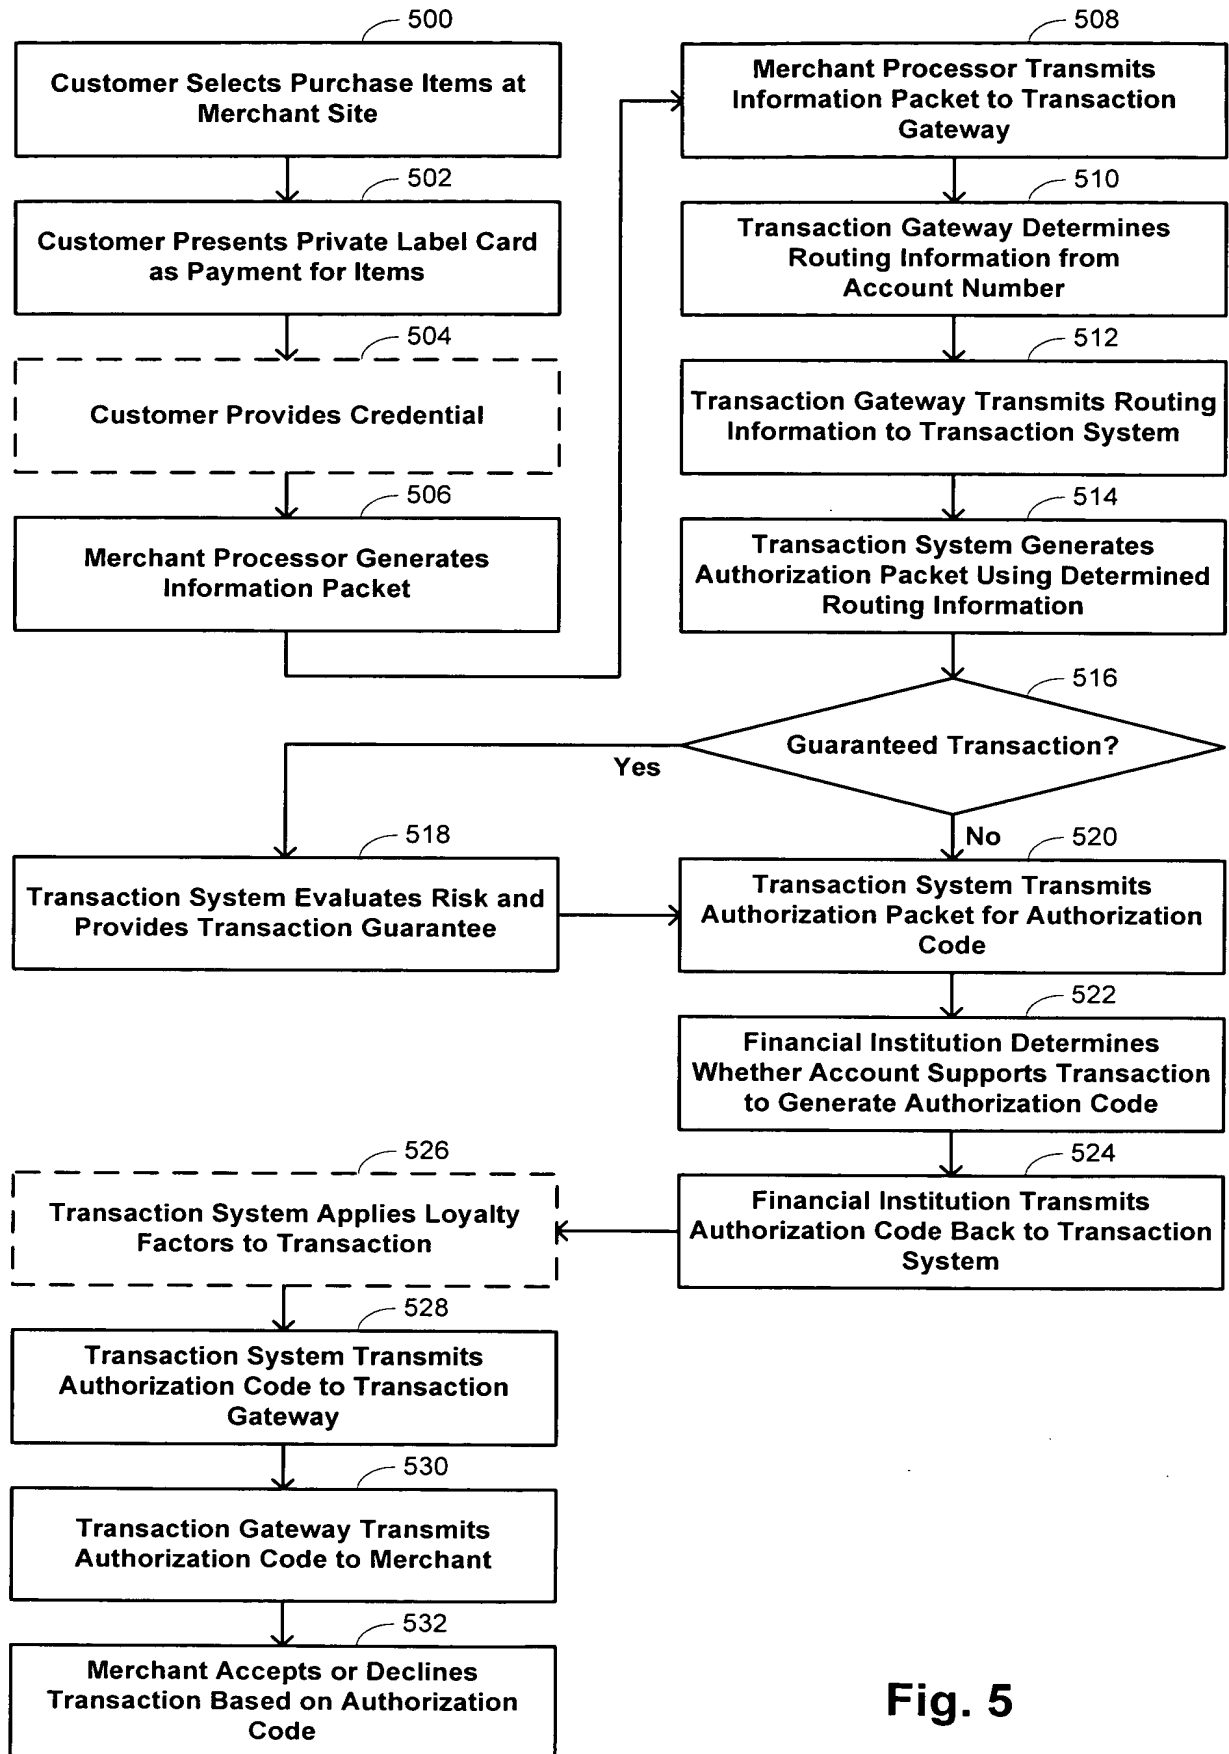 500
Customer Selects Purchase Items at
Merchant Site
502
Customer Presents Private Label Card
as Payment for Items
504
Customer Provides Credential
506
Merchant Processor Generates
Information Packet
508
Merchant Processor Transmits
Information Packet to Transaction
Gateway
510
Transaction Gateway Determines
Routing Information from
Account Number
512
Transaction Gateway Transmits Routing
Information to Transaction System
514
Transaction System Generates
Authorization Packet Using Determined
Routing Information
516
Guaranteed Transaction?
Yes
No
518
Transaction System Evaluates Risk and
Provides Transaction Guarantee
520
Transaction System Transmits
Authorization Packet for Authorization
Code
522
Financial Institution Determines
Whether Account Supports Transaction
to Generate Authorization Code
524
Financial Institution Transmits
Authorization Code Back to Transaction
System
526
Transaction System Applies Loyalty
Factors to Transaction
528
Transaction System Transmits
Authorization Code to Transaction
Gateway
530
Transaction Gateway Transmits
Authorization Code to Merchant
532
Merchant Accepts or Declines
Transaction Based on Authorization
Code
Fig. 5